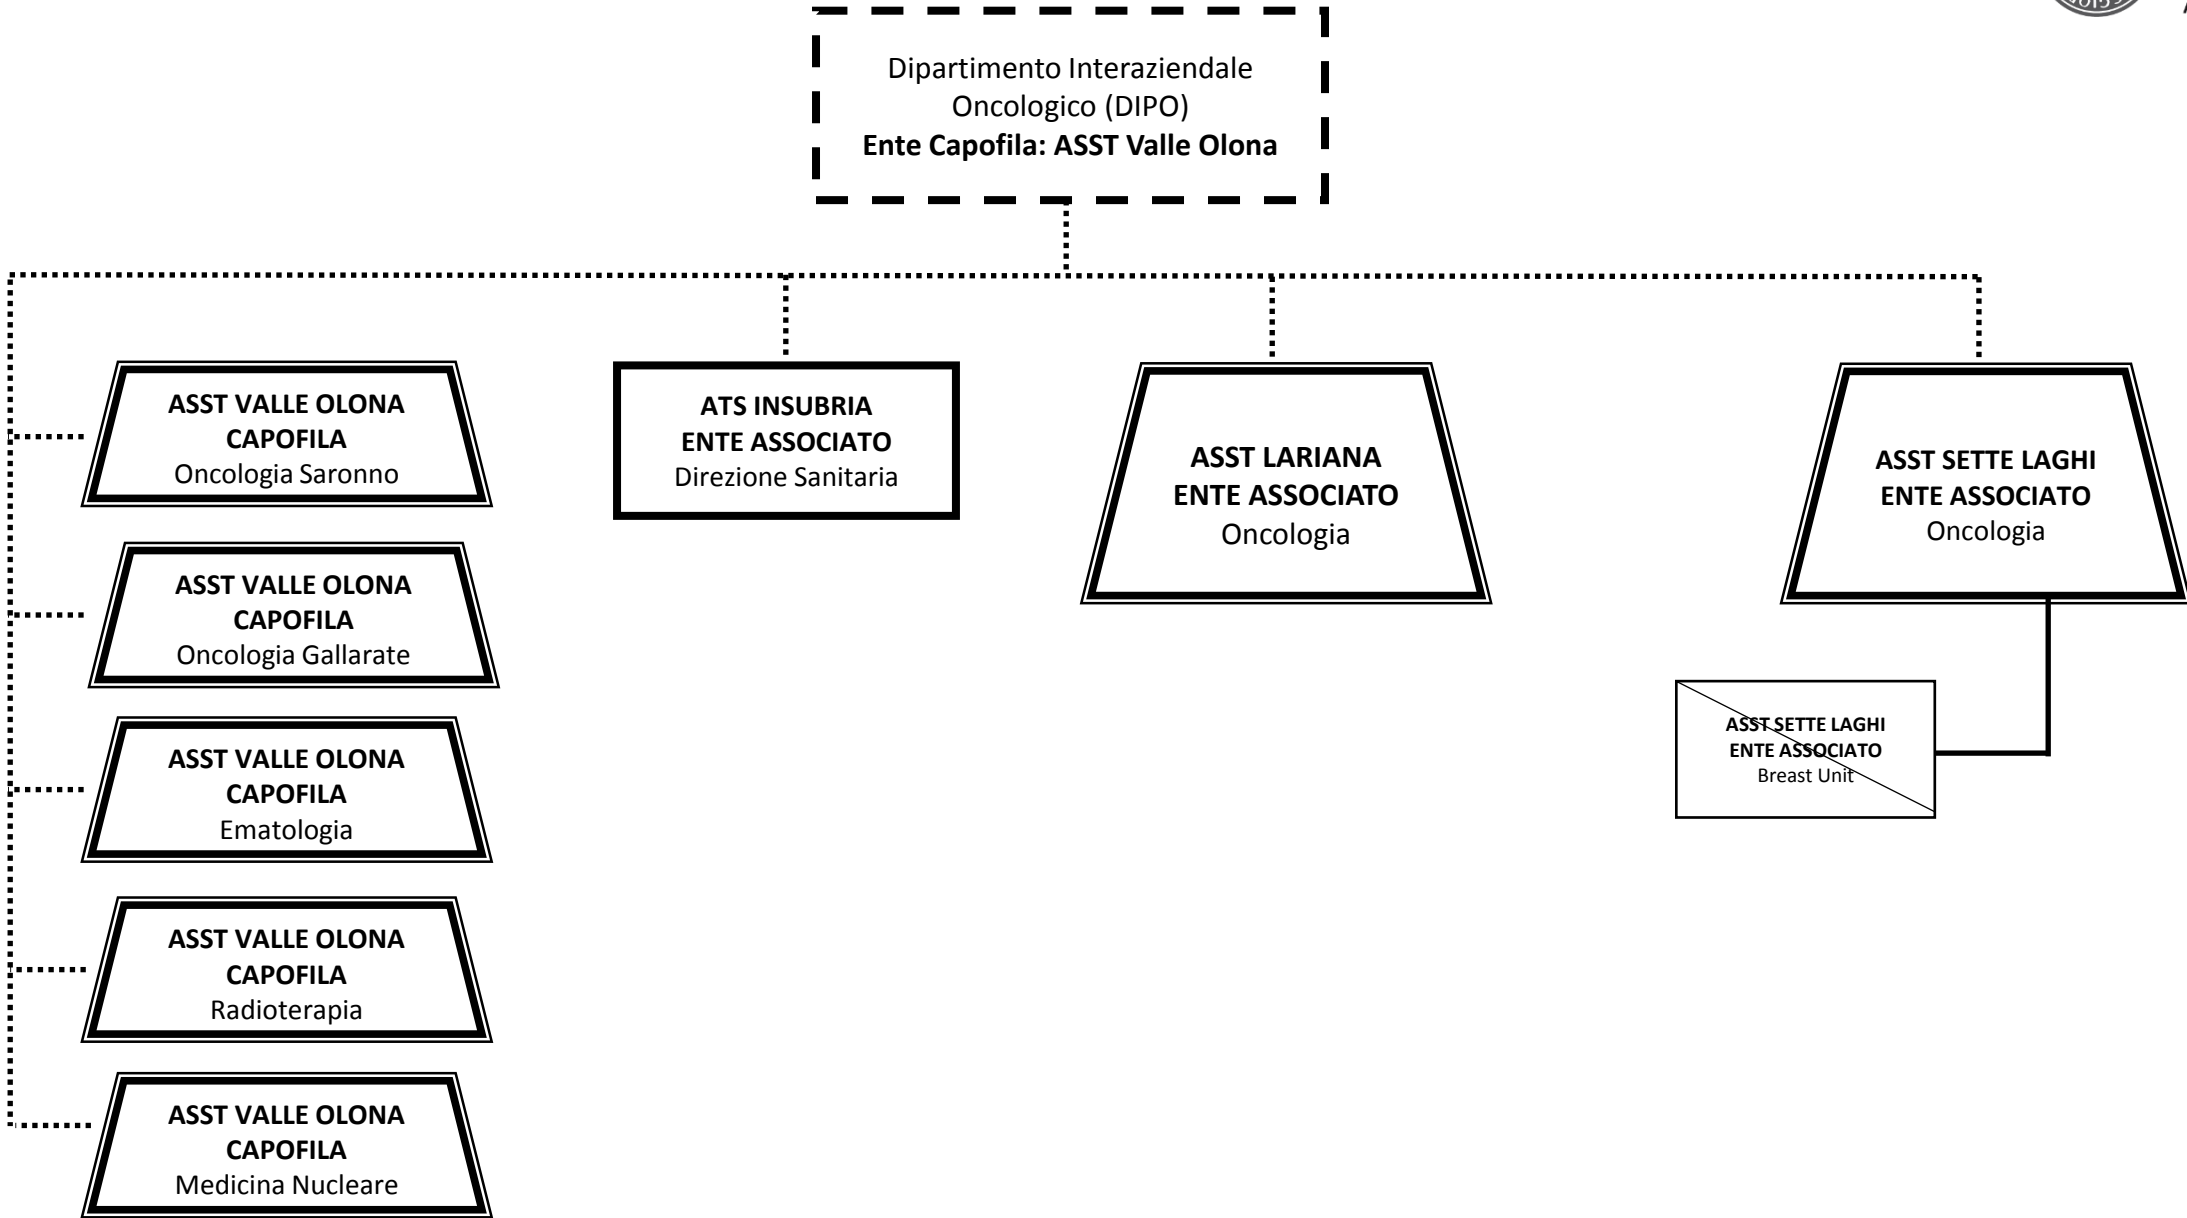 Dipartimento Interaziendale
Oncologico (DIPO)
Ente Capofila: ASST Valle Olona
ASST VALLE OLONA
CAPOFILA
Oncologia Saronno
ASST VALLE OLONA
CAPOFILA
Oncologia Gallarate
ASST VALLE OLONA
CAPOFILA
Ematologia
ASST VALLE OLONA
CAPOFILA
Radioterapia
ASST VALLE OLONA
CAPOFILA
Medicina Nucleare
ATS INSUBRIA
ENTE ASSOCIATO
Direzione Sanitaria
ASST LARIANA
ENTE ASSOCIATO
Oncologia
ASST SETTE LAGHI
ENTE ASSOCIATO
Oncologia
ASST SETTE LAGHI
ENTE ASSOCIATO
Breast Unit